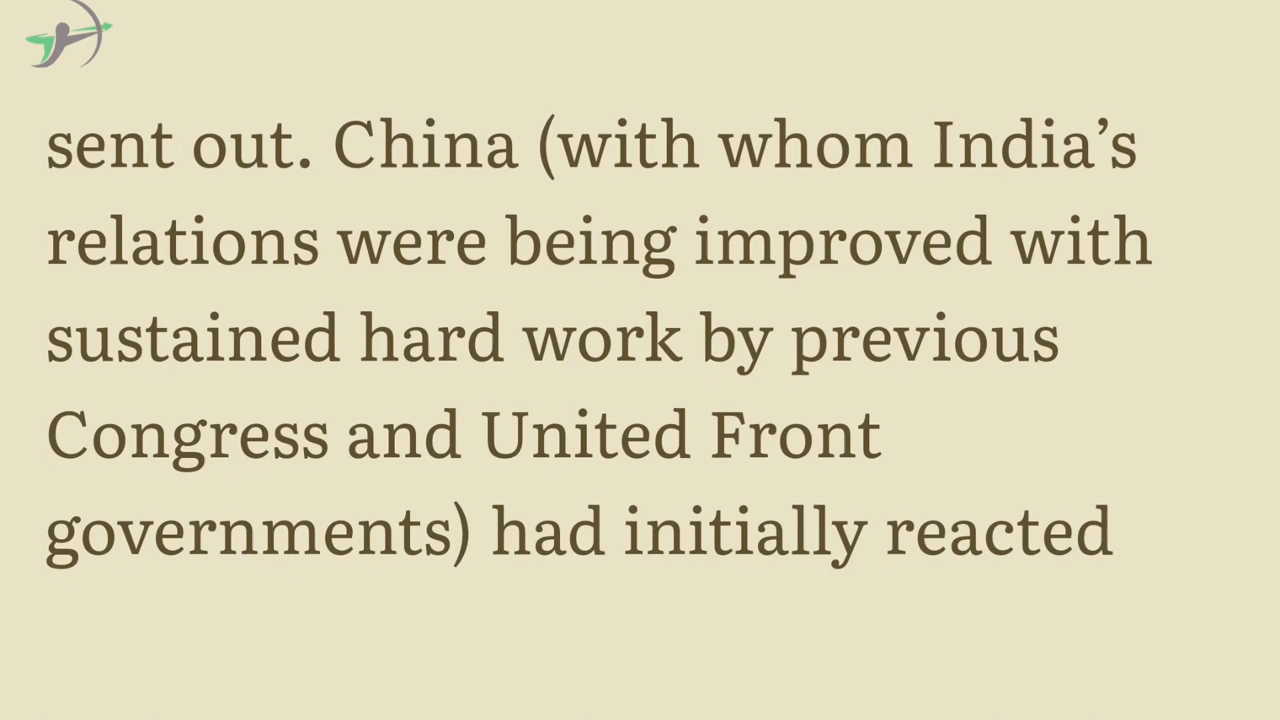 sent out. China (with whom India’s
relations were being improved with
sustained hard work by previous
Congress and United Front
governments) had initially reacted